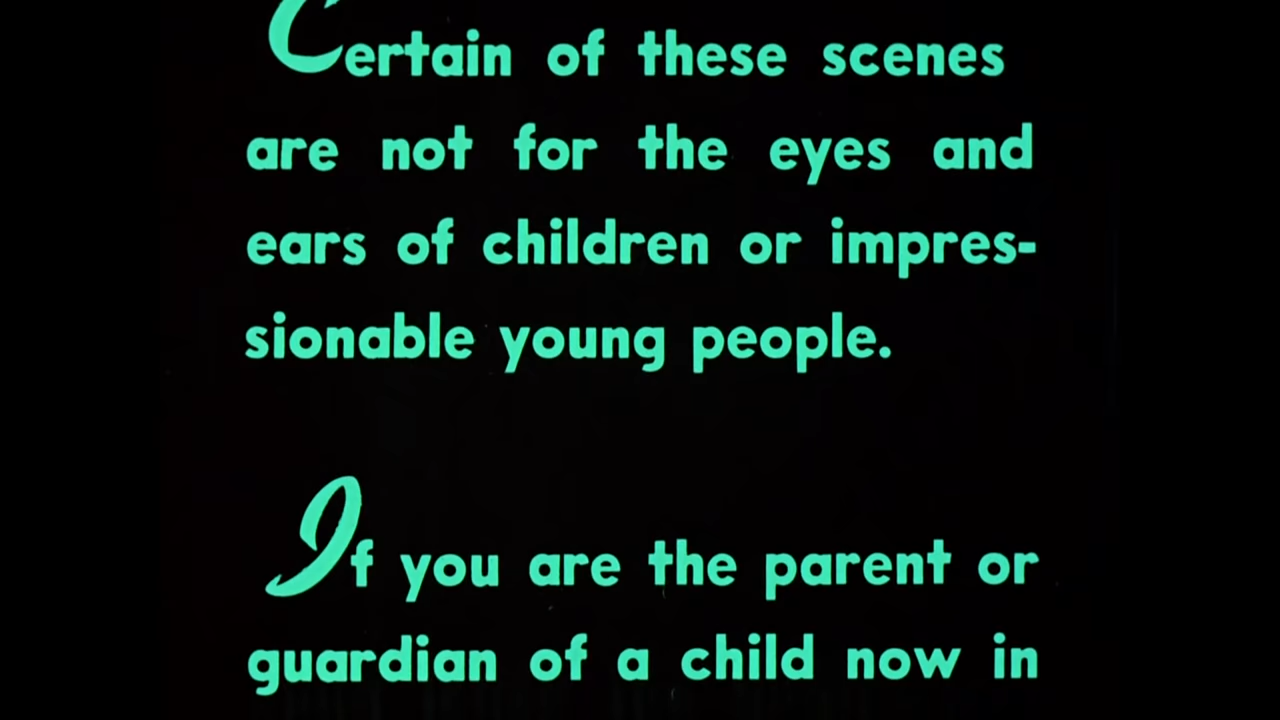 Certain of these scenes
are not for the eyes and
ears of children or impres-
sionable young people.
If you are the parent or
guardian of a child now in